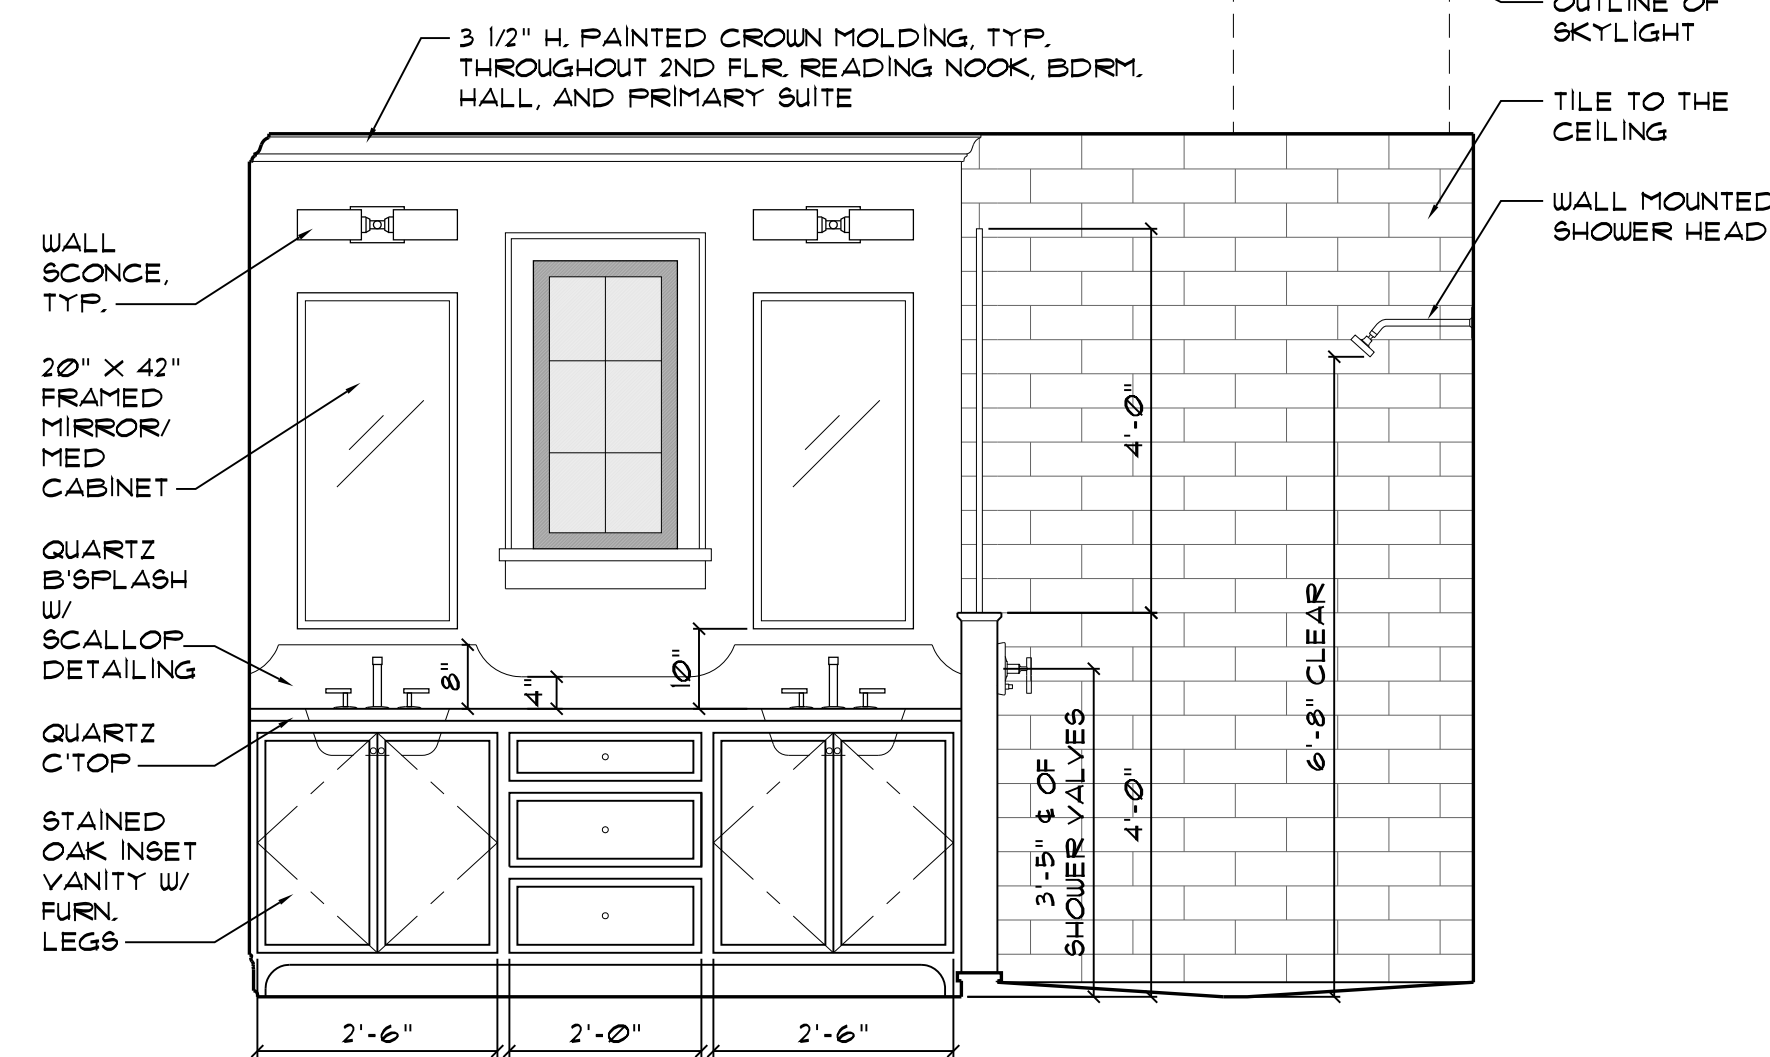 3 1/2" H. PAINTED CROWN MOLDING, TYP.
THROUGHOUT 2ND FLR. READING NOOK, BDRM.
HALL, AND PRIMARY SUITE
OUTLINE OF
SKYLIGHT
TILE TO THE
CEILING
WALL MOUNTED
SHOWER HEAD
WALL
SCONCE,
TYP.
20" X 42"
FRAMED
MIRROR/
MED
CABINET
QUARTZ
B'SPLASH
W/
SCALLOP
DETAILING
QUARTZ
C'TOP
STAINED
OAK INSET
VANITY W/
FURN.
LEGS
8"
4"
10"
4'-0"
3'-5" ℄ OF
SHOWER VALVES
4'-0"
6'-8" CLEAR
2'-6"
2'-0"
2'-6"